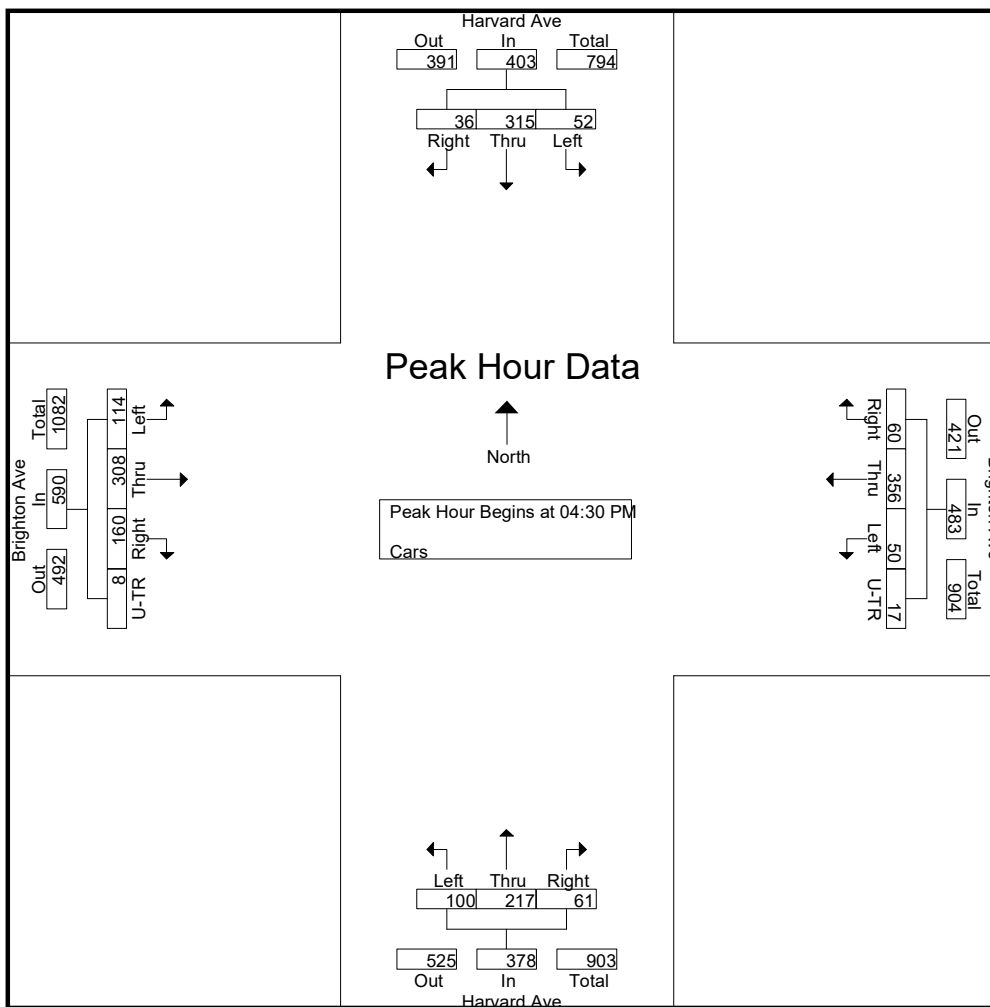 Harvard Ave
Out In Total
391 403 794
36 315 52
Right Thru Left
Peak Hour Data
North
Peak Hour Begins at 04:30 PM
Cars
Brighton Ave
Out In Total
492 590 1082
114 308 160 8
Left Thru Right U-TR
Right Thru Left U-TR
60 356 50 17
Out In Total
421 483 904
Left Thru Right
100 217 61
525 378 903
Out In Total
Harvard Ave